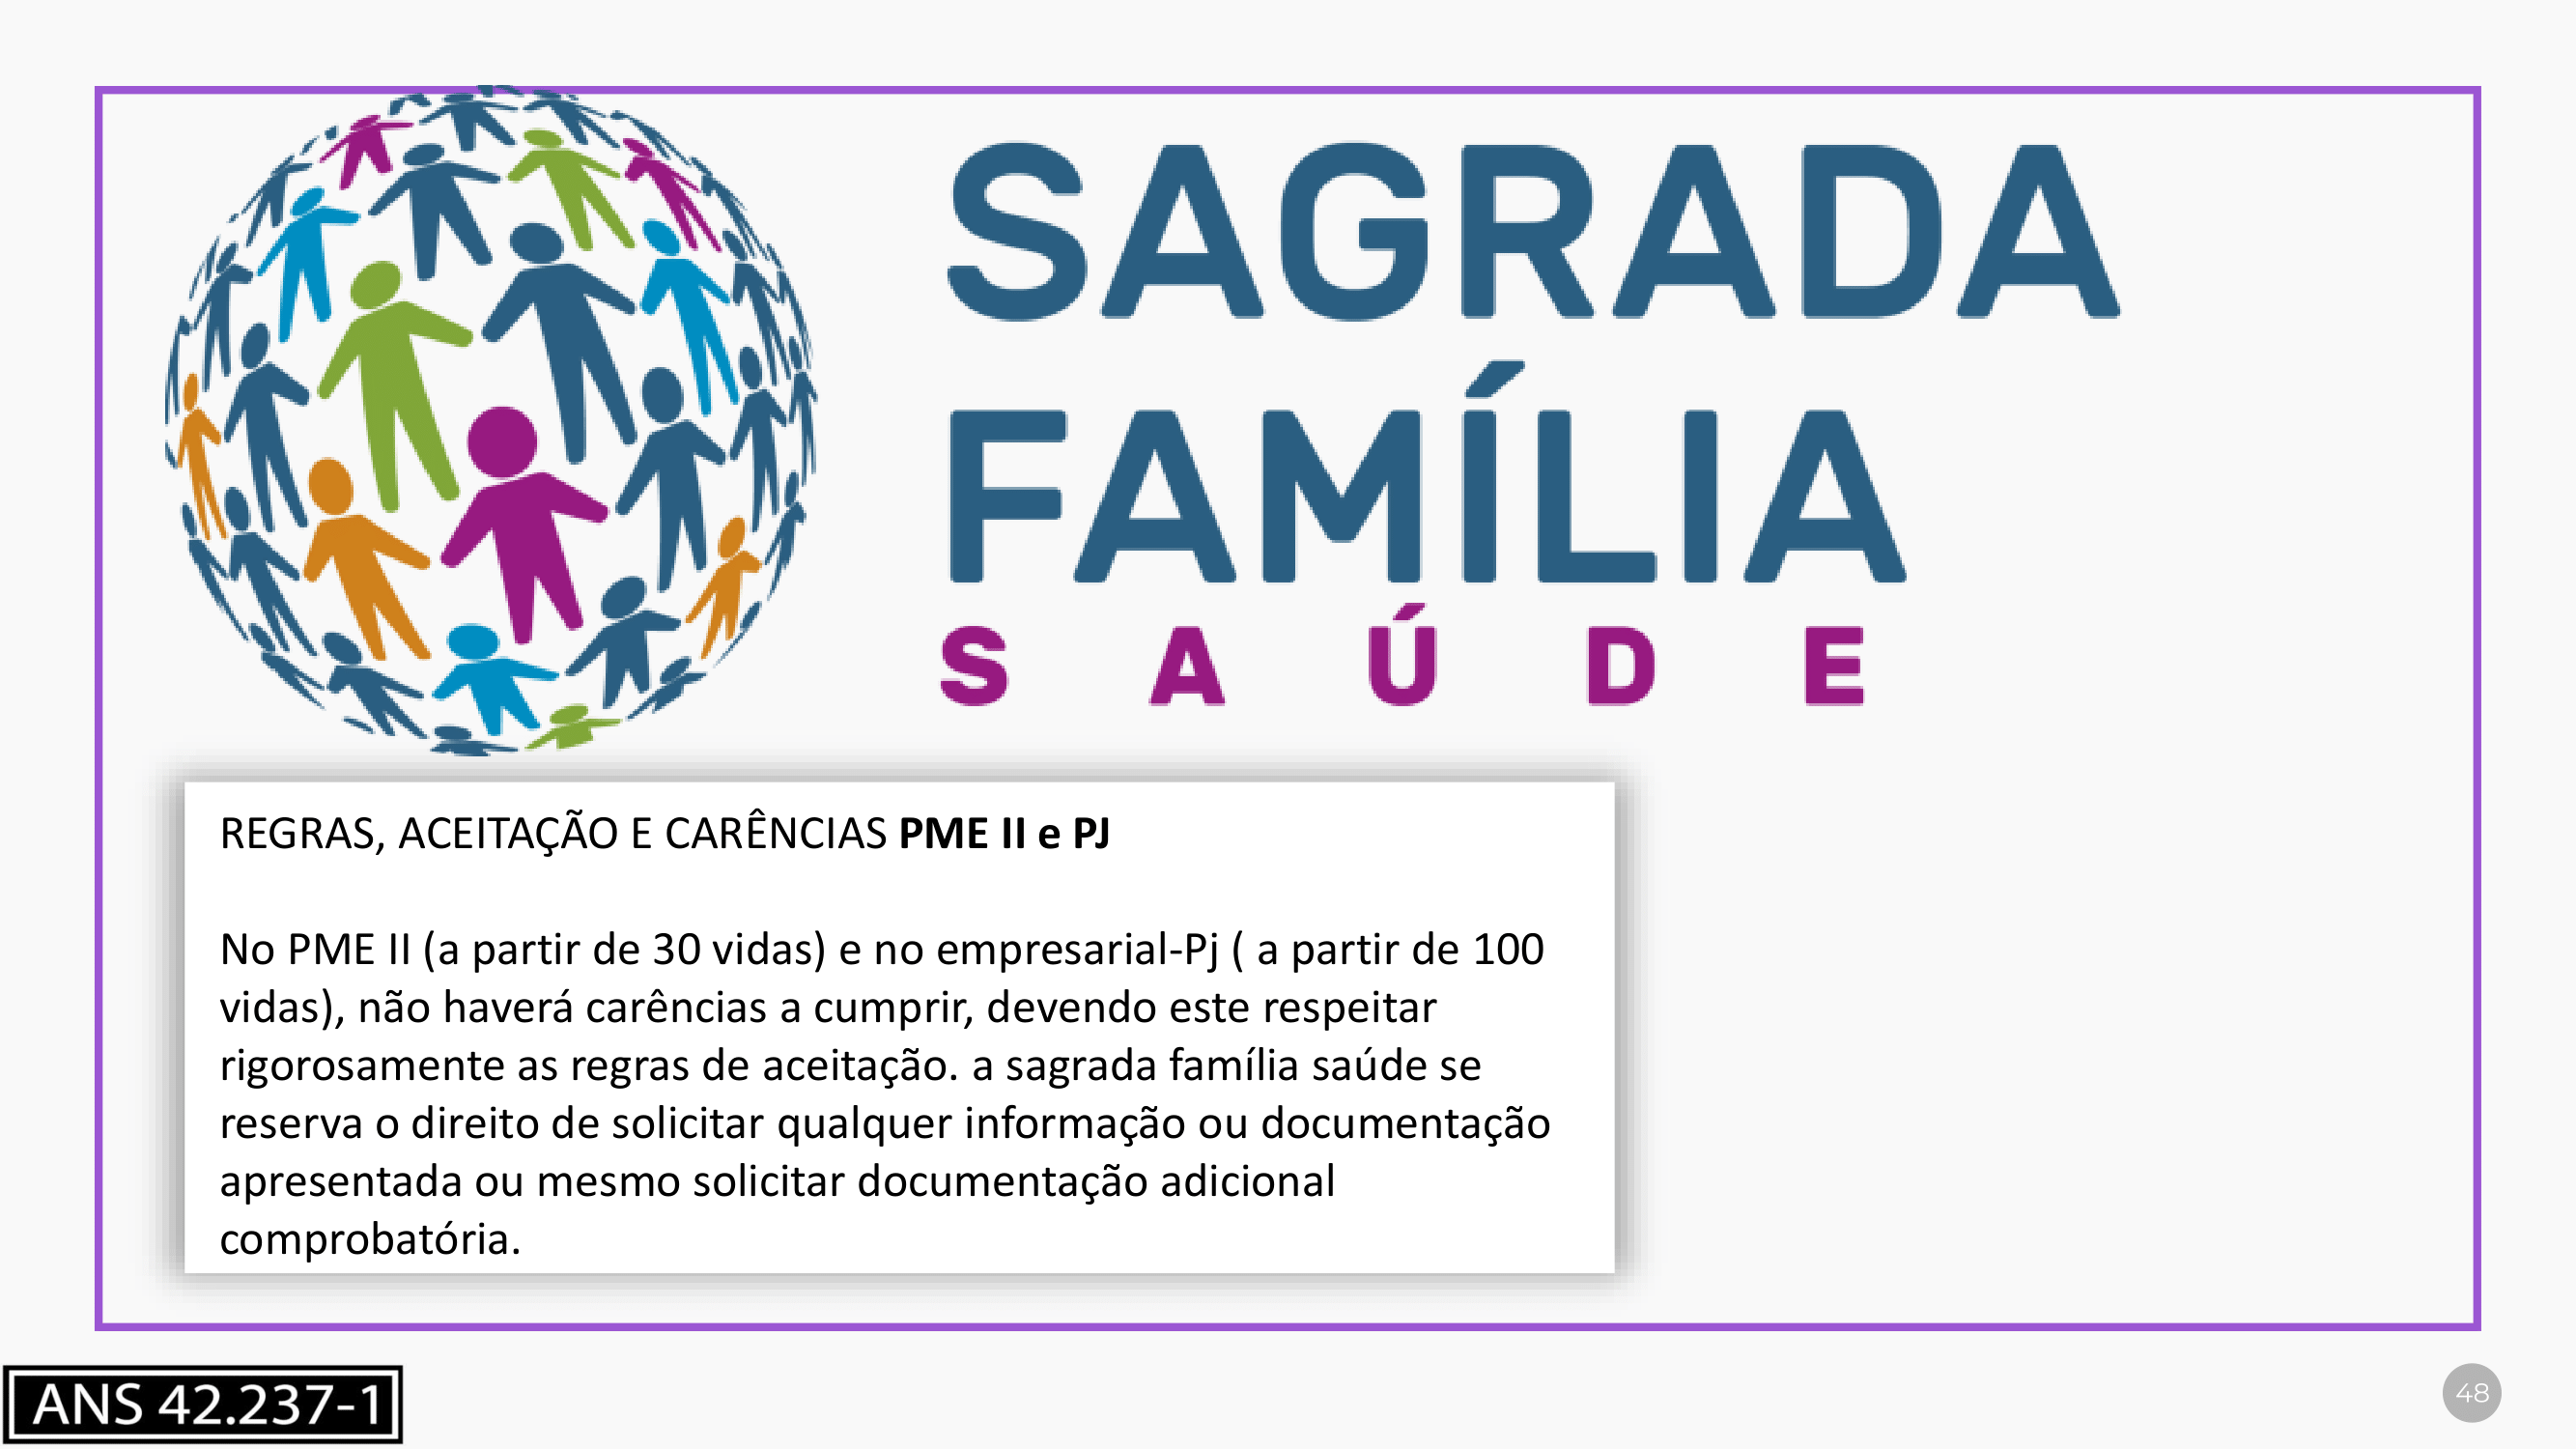 SAGRADA
FAMÍLIA
SAÚDE
REGRAS, ACEITAÇÃO E CARÊNCIAS PME II e PJ
No PME II (a partir de 30 vidas) e no empresarial-Pj ( a partir de 100
vidas), não haverá carências a cumprir, devendo este respeitar
rigorosamente as regras de aceitação. a sagrada família saúde se
reserva o direito de solicitar qualquer informação ou documentação
apresentada ou mesmo solicitar documentação adicional
comprobatória.
ANS 42.237-1
48